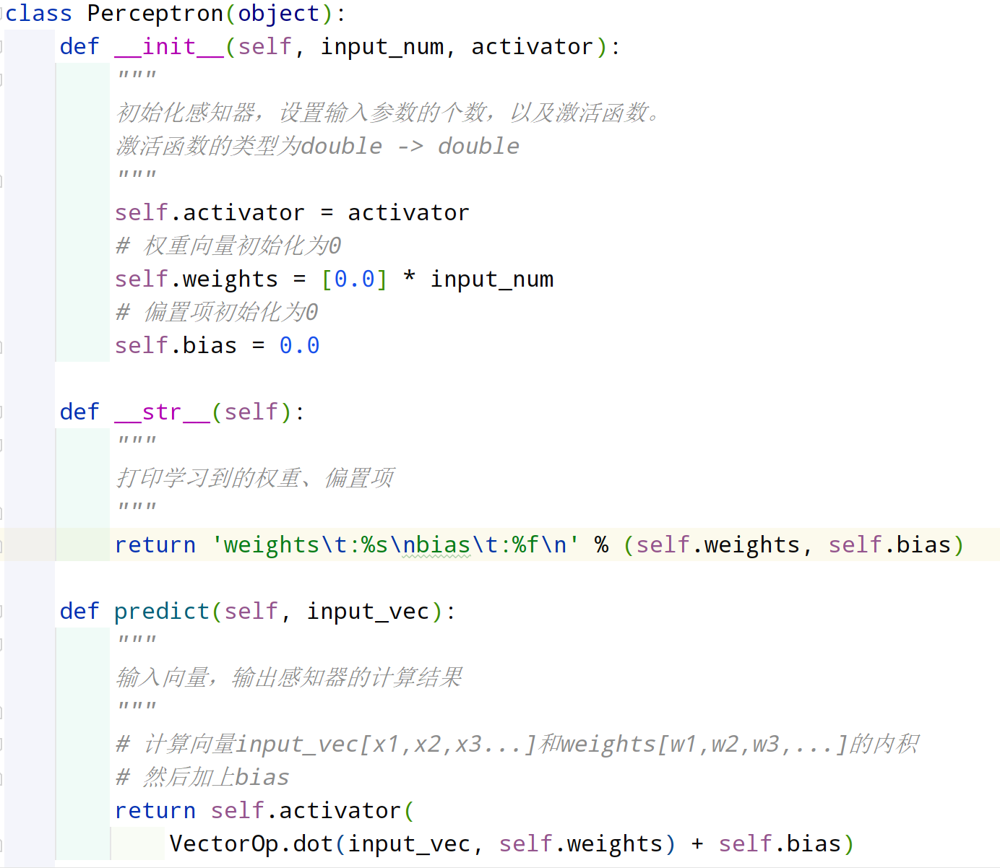 class Perceptron(object):
    def __init__(self, input_num, activator):
        """
        初始化感知器，设置输入参数的个数，以及激活函数。
        激活函数的类型为double -> double
        """
        self.activator = activator
        # 权重向量初始化为0
        self.weights = [0.0] * input_num
        # 偏置项初始化为0
        self.bias = 0.0
    def __str__(self):
        """
        打印学习到的权重、偏置项
        """
        return 'weights\t:%s\nbias\t:%f\n' % (self.weights, self.bias)
    def predict(self, input_vec):
        """
        输入向量，输出感知器的计算结果
        """
        # 计算向量input_vec[x1,x2,x3...]和weights[w1,w2,w3,...]的内积
        # 然后加上bias
        return self.activator(
            VectorOp.dot(input_vec, self.weights) + self.bias)